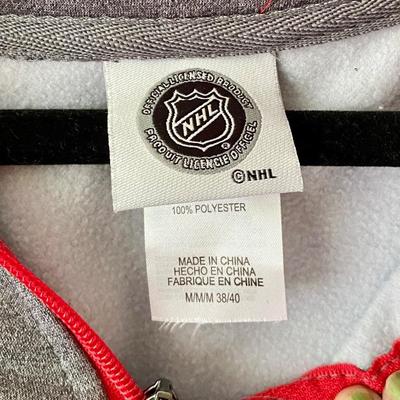 OFFICIAL LICENSED PRODUCT
NHL
®
PRODUIT LICENCIÉ OFFICIEL
©NHL
100% POLYESTER
MADE IN CHINA
HECHO EN CHINA
FABRIQUE EN CHINE
M/M/M 38/40